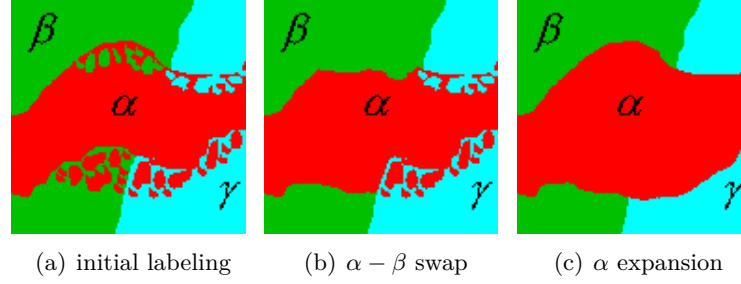 β β β
α α α
γ γ γ
(a) initial labeling (b) α − β swap (c) α expansion